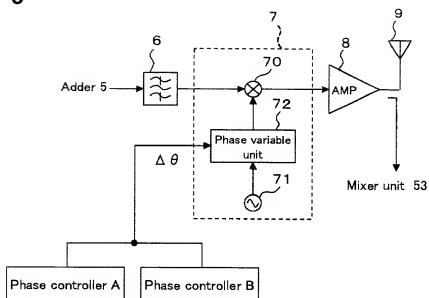 7
9
6
70
8
Adder 5
72
AMP
Phase variable
unit
Δ θ
71
Mixer unit 53
Phase controller A
Phase controller B